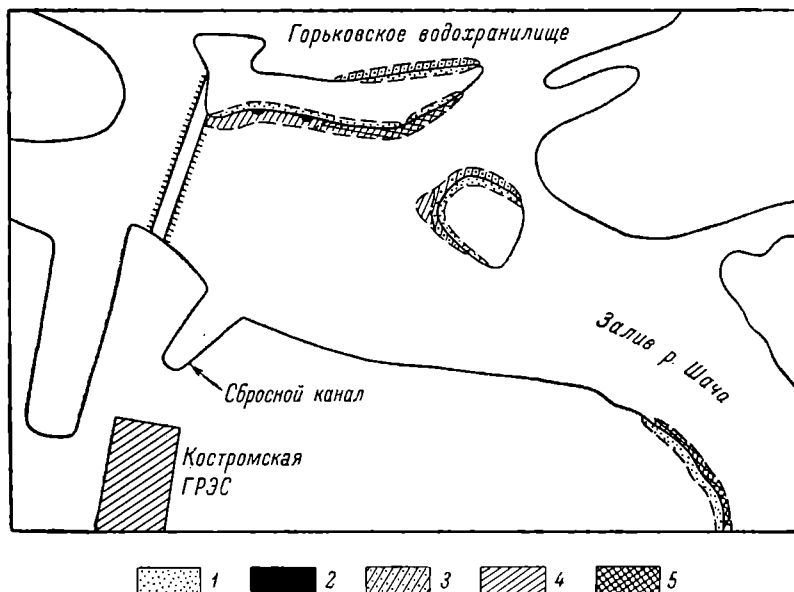 Горьковское водохранилище
Залив р. Шача
Сбросной канал
Костромская
ГРЭС
1 2 3 4 5